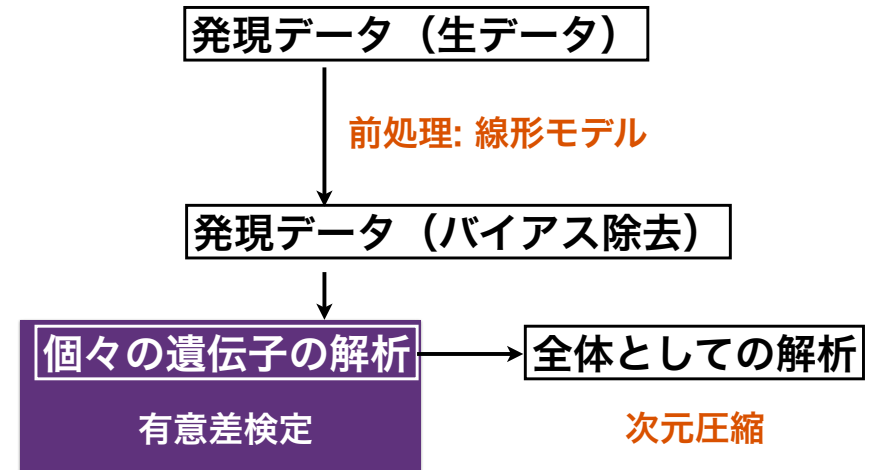 発現データ（生データ）
前処理: 線形モデル
発現データ（バイアス除去）
個々の遺伝子の解析
全体としての解析
有意差検定
次元圧縮